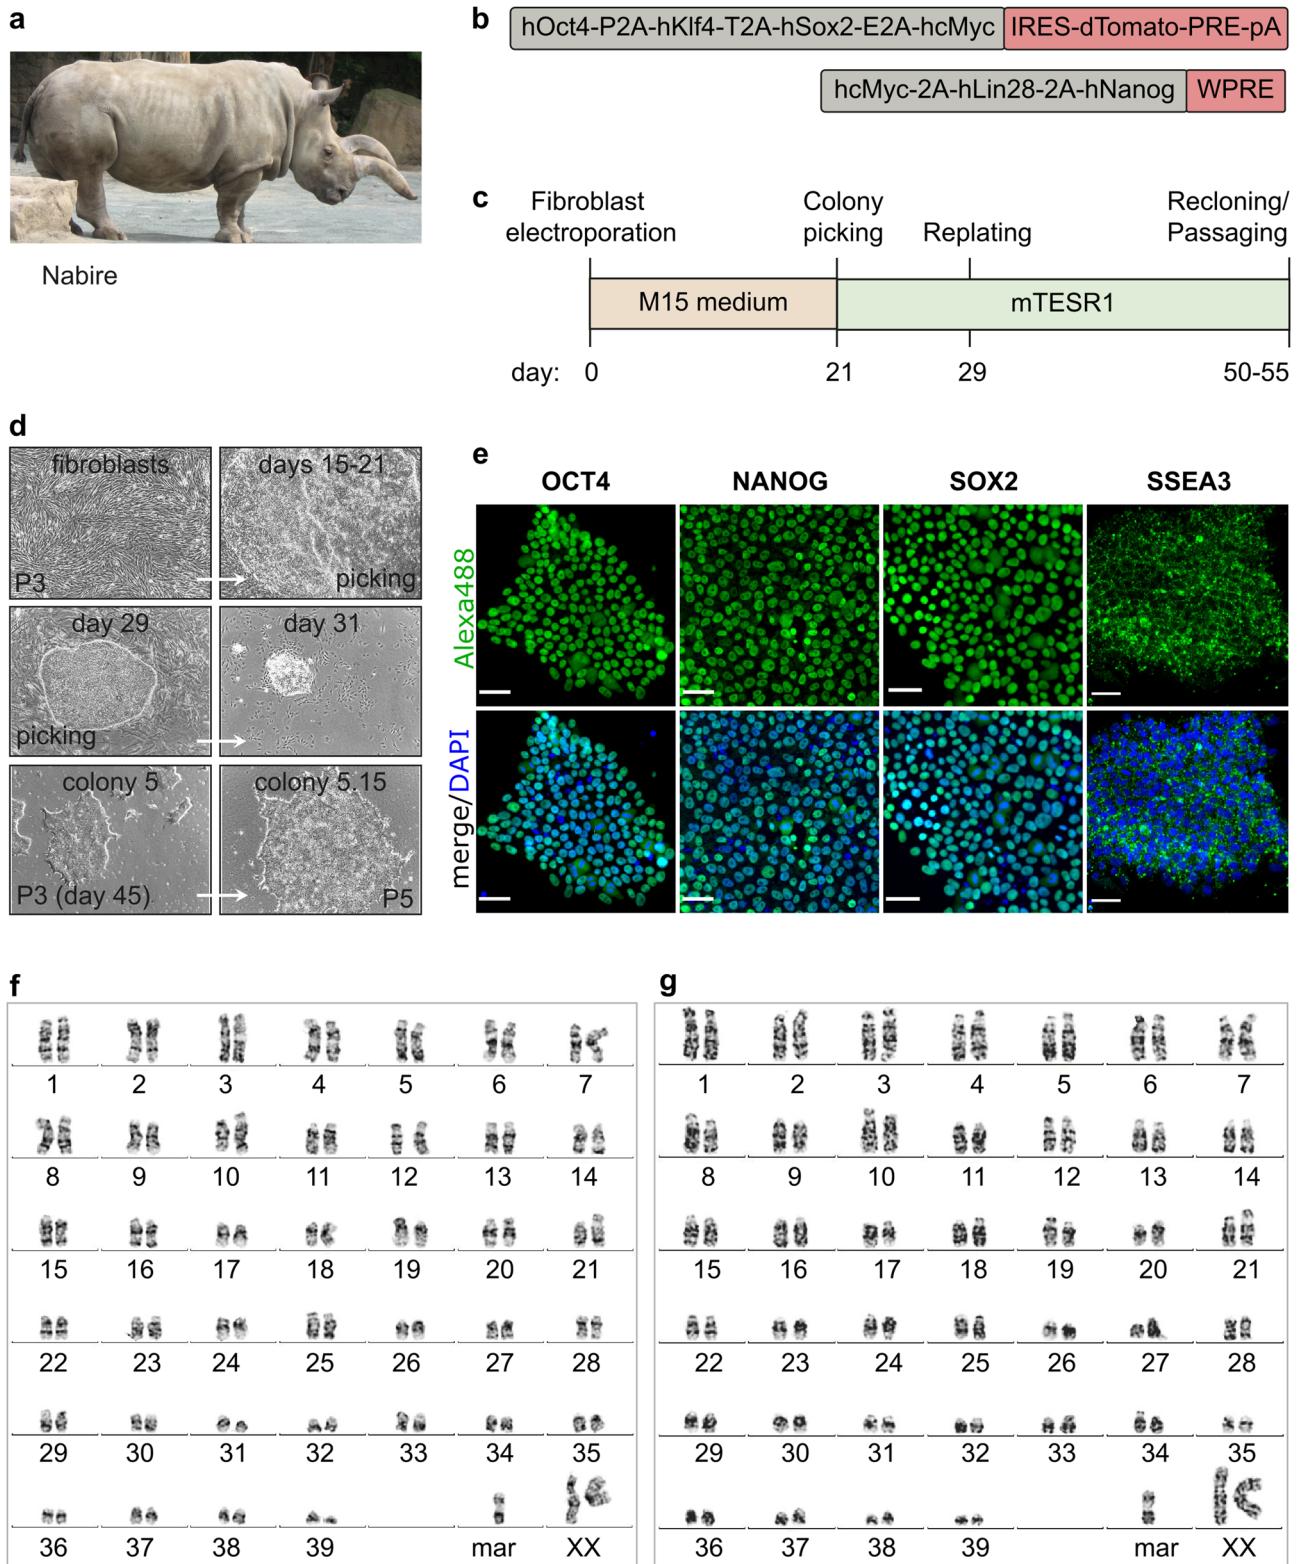 a
Nabire
b
hOct4-P2A-hKlf4-T2A-hSox2-E2A-hcMyc IRES-dTomato-PRE-pA
hcMyc-2A-hLin28-2A-hNanog WPRE
c
Fibroblast electroporation
Colony picking
Replating
Recloning/ Passaging
M15 medium mTESR1
day: 0 21 29 50-55
d
fibroblasts
P3
days 15-21
picking
day 29
picking
day 31
colony 5
P3 (day 45)
colony 5.15
P5
e
OCT4 NANOG SOX2 SSEA3
Alexa488
merge/DAPI
f
1 2 3 4 5 6 7
8 9 10 11 12 13 14
15 16 17 18 19 20 21
22 23 24 25 26 27 28
29 30 31 32 33 34 35
36 37 38 39 mar XX
g
1 2 3 4 5 6 7
8 9 10 11 12 13 14
15 16 17 18 19 20 21
22 23 24 25 26 27 28
29 30 31 32 33 34 35
36 37 38 39 mar XX